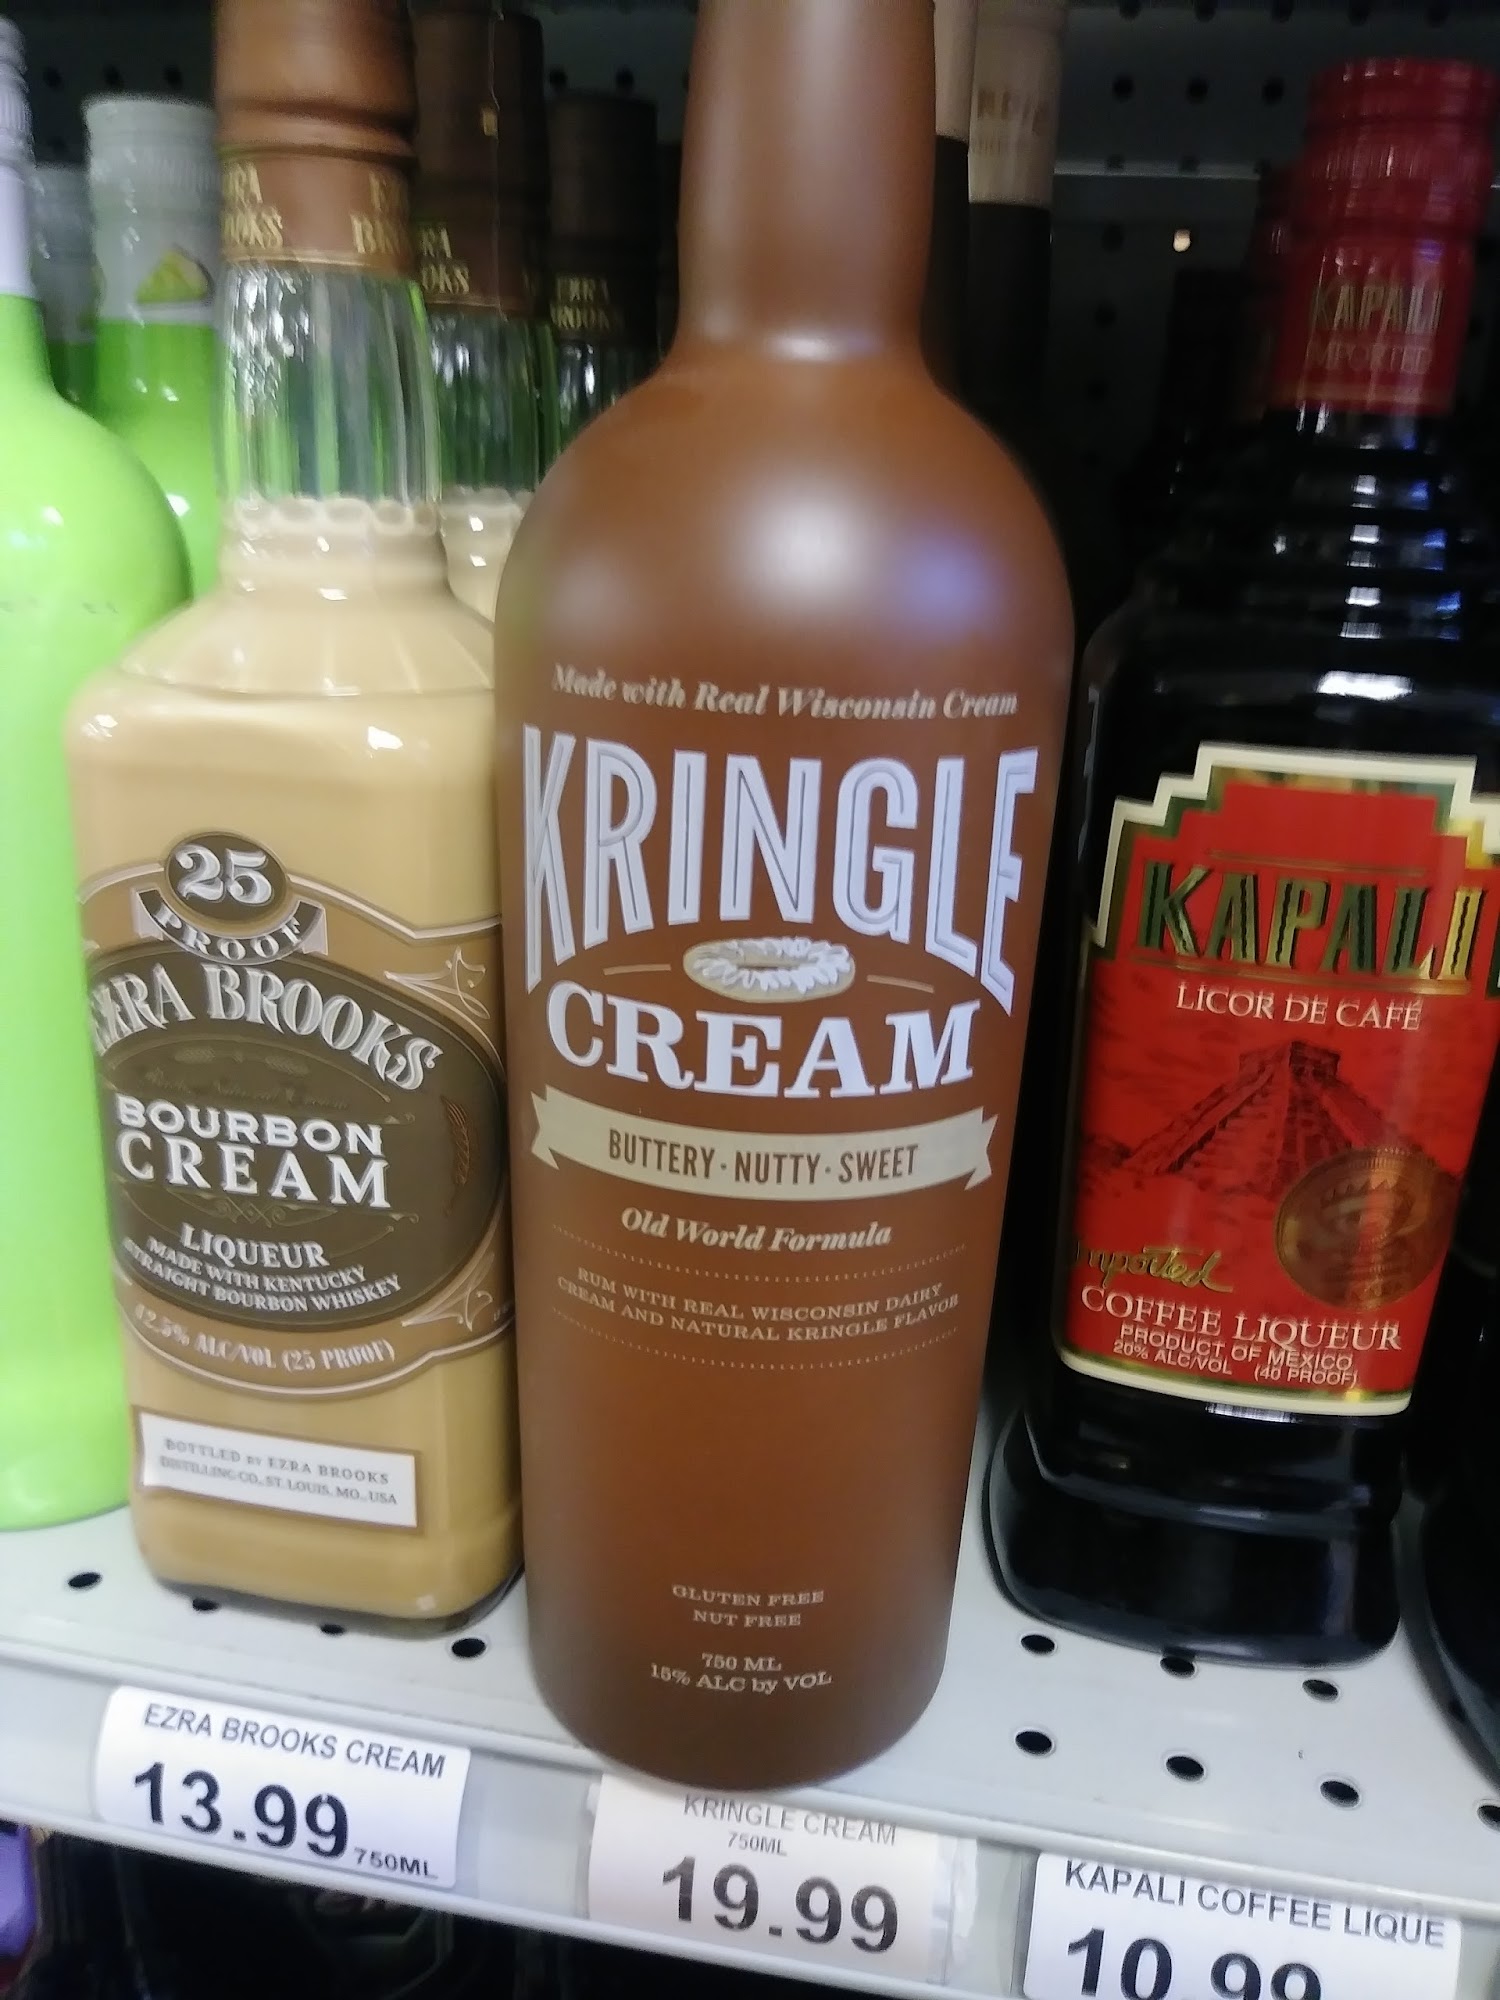 EZRA
BROOKS
25
PROOF
EZRA BROOKS
BOURBON
CREAM
LIQUEUR
MADE WITH KENTUCKY
STRAIGHT BOURBON WHISKEY
12.5% ALC/VOL (25 PROOF)
BOTTLED BY EZRA BROOKS
DISTILLING CO., ST. LOUIS, MO., USA
Made with Real Wisconsin Cream
KRINGLE
CREAM
BUTTERY · NUTTY · SWEET
Old World Formula
RUM WITH REAL WISCONSIN DAIRY
CREAM AND NATURAL KRINGLE FLAVOR
GLUTEN FREE
NUT FREE
750 ML
15% ALC by VOL
KAPALI
IMPORTED
KAPALI
LICOR DE CAFÉ
Imported
COFFEE LIQUEUR
PRODUCT OF MEXICO
20% ALC/VOL (40 PROOF)
EZRA BROOKS CREAM
13.99 750ML
KRINGLE CREAM
750ML
19.99
KAPALI COFFEE LIQUE
10.99